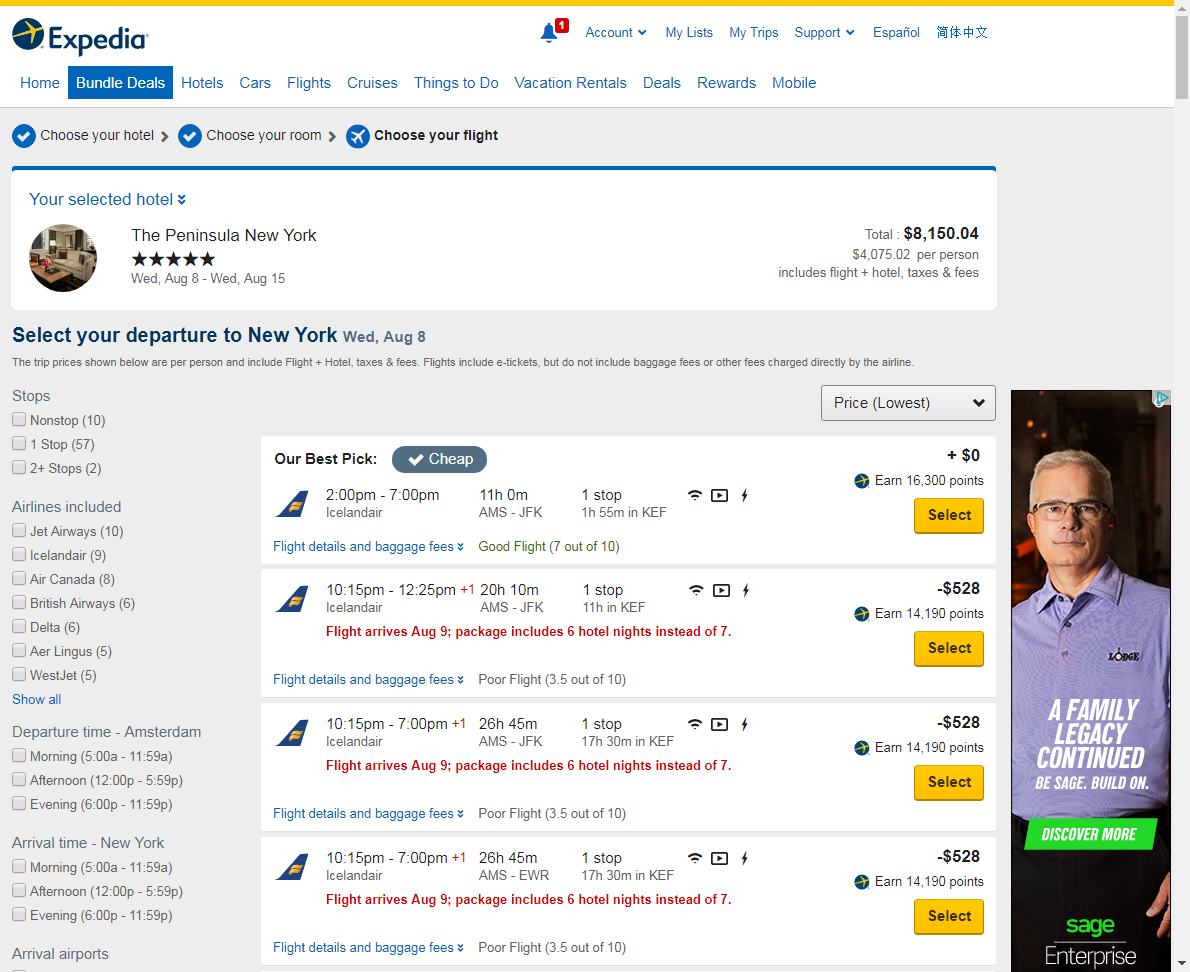 Expedia
1
Account
My Lists
My Trips
Support
Español
简体中文
Home
Bundle Deals
Hotels
Cars
Flights
Cruises
Things to Do
Vacation Rentals
Deals
Rewards
Mobile
Choose your hotel
Choose your room
Choose your flight
Your selected hotel
The Peninsula New York
Wed, Aug 8 - Wed, Aug 15
Total : $8,150.04
$4,075.02 per person
includes flight + hotel, taxes & fees
Select your departure to New York Wed, Aug 8
The trip prices shown below are per person and include Flight + Hotel, taxes & fees. Flights include e-tickets, but do not include baggage fees or other fees charged directly by the airline.
Stops
Nonstop (10)
1 Stop (57)
2+ Stops (2)
Airlines included
Jet Airways (10)
Icelandair (9)
Air Canada (8)
British Airways (6)
Delta (6)
Aer Lingus (5)
WestJet (5)
Show all
Departure time - Amsterdam
Morning (5:00a - 11:59a)
Afternoon (12:00p - 5:59p)
Evening (6:00p - 11:59p)
Arrival time - New York
Morning (5:00a - 11:59a)
Afternoon (12:00p - 5:59p)
Evening (6:00p - 11:59p)
Arrival airports
Price (Lowest)
Our Best Pick: Cheap
+ $0
Earn 16,300 points
Select
2:00pm - 7:00pm 11h 0m 1 stop
Icelandair AMS - JFK 1h 55m in KEF
Flight details and baggage fees Good Flight (7 out of 10)
10:15pm - 12:25pm +1 20h 10m 1 stop
Icelandair AMS - JFK 11h in KEF
Flight arrives Aug 9; package includes 6 hotel nights instead of 7.
-$528
Earn 14,190 points
Select
Flight details and baggage fees Poor Flight (3.5 out of 10)
10:15pm - 7:00pm +1 26h 45m 1 stop
Icelandair AMS - JFK 17h 30m in KEF
Flight arrives Aug 9; package includes 6 hotel nights instead of 7.
-$528
Earn 14,190 points
Select
Flight details and baggage fees Poor Flight (3.5 out of 10)
10:15pm - 7:00pm +1 26h 45m 1 stop
Icelandair AMS - EWR 17h 30m in KEF
Flight arrives Aug 9; package includes 6 hotel nights instead of 7.
-$528
Earn 14,190 points
Select
Flight details and baggage fees Poor Flight (3.5 out of 10)
LODGE
A FAMILY
LEGACY
CONTINUED
BE SAGE. BUILD ON.
DISCOVER MORE
sage
Enterprise